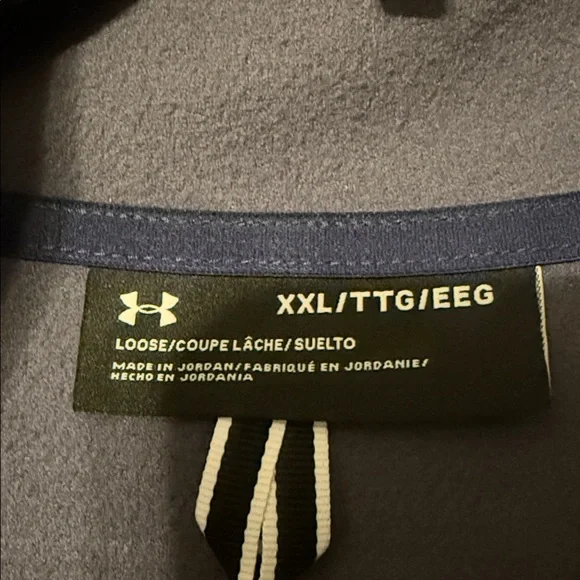 XXL/TTG/EEG
LOOSE/COUPE LÂCHE/SUELTO
MADE IN JORDAN/FABRIQUÉ EN JORDANIE/
HECHO EN JORDANIA